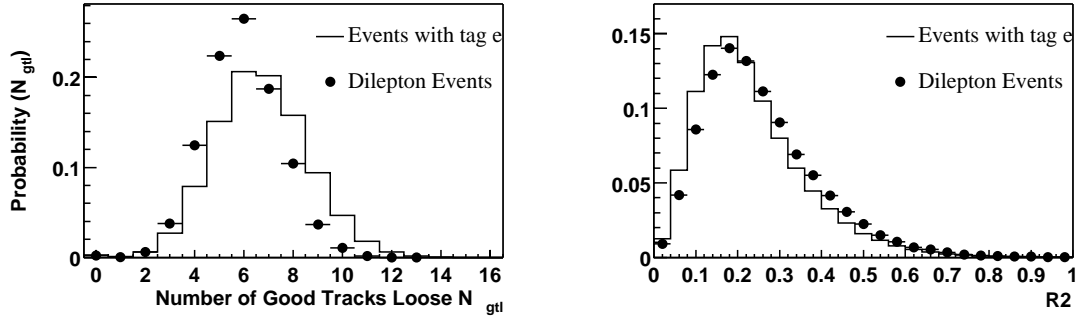 Probability (N gtl)
0.2
0.1
0
Events with tag e
Dilepton Events
0 2 4 6 8 10 12 14 16
Number of Good Tracks Loose N gtl
0.15
0.1
0.05
0
Events with tag e
Dilepton Events
0 0.1 0.2 0.3 0.4 0.5 0.6 0.7 0.8 0.9 1
R2